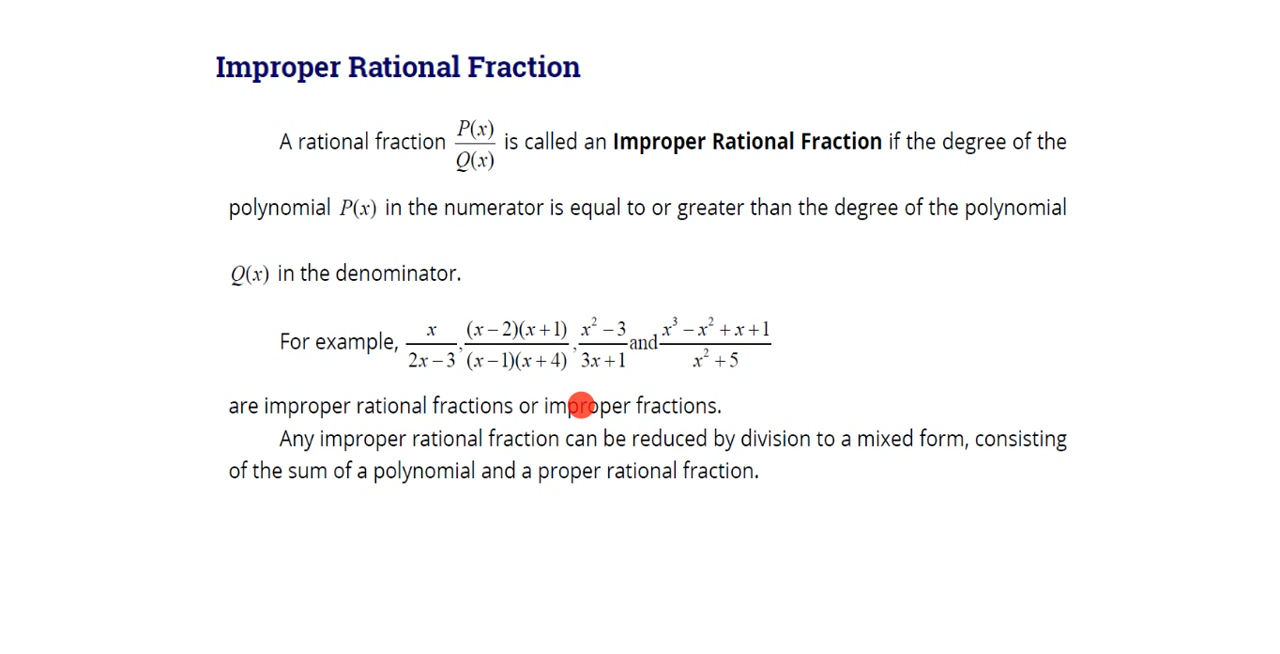 Improper Rational Fraction
A rational fraction P(x)/Q(x) is called an Improper Rational Fraction if the degree of the
polynomial P(x) in the numerator is equal to or greater than the degree of the polynomial
Q(x) in the denominator.
For example, x/(2x−3), (x−2)(x+1)/(x−1)(x+4), (x²−3)/(3x+1) and (x³−x²+x+1)/(x²+5)
are improper rational fractions or improper fractions.
Any improper rational fraction can be reduced by division to a mixed form, consisting
of the sum of a polynomial and a proper rational fraction.